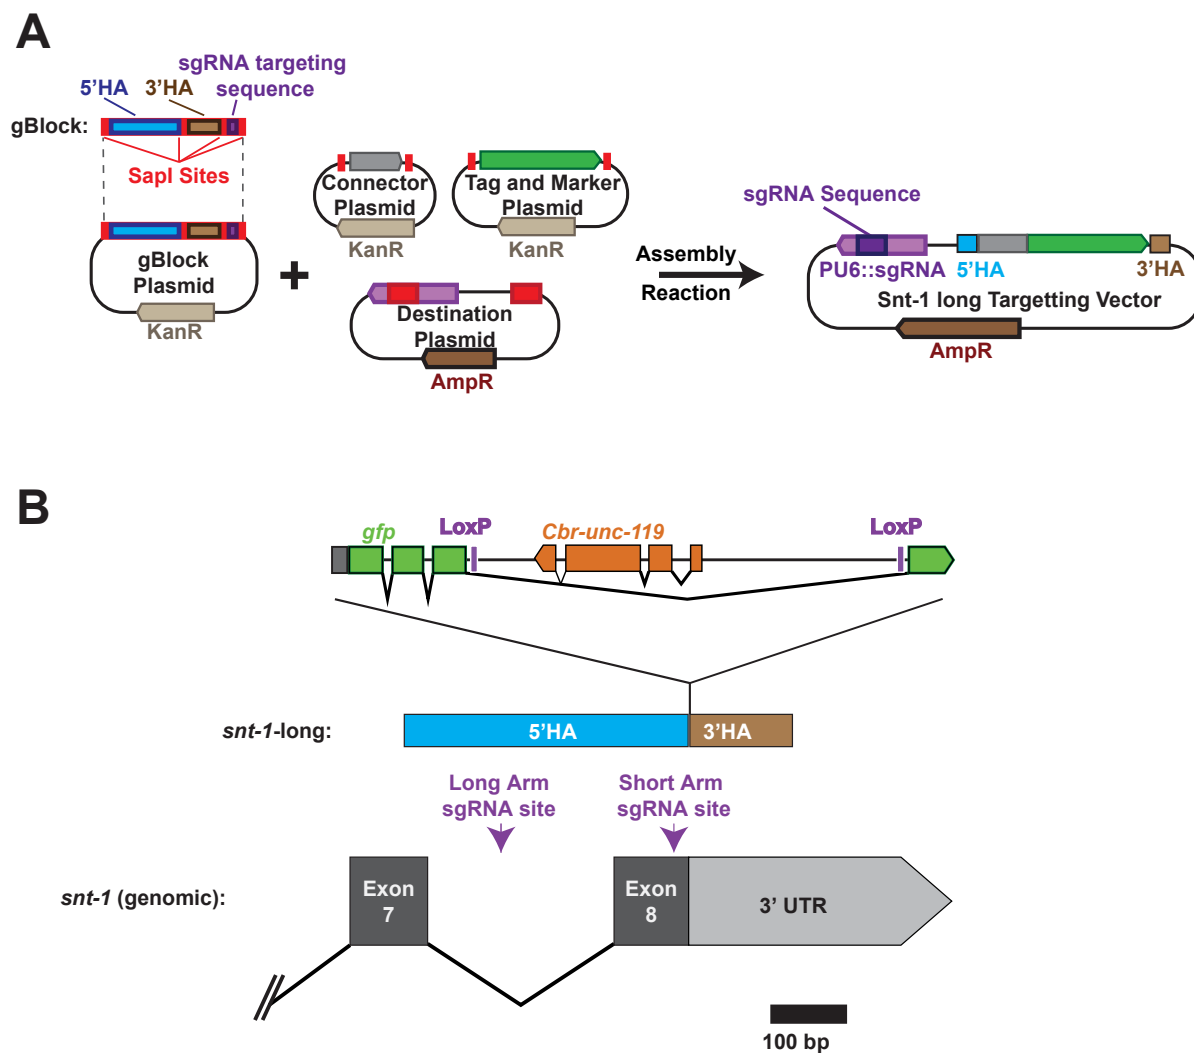 A
sgRNA targeting
sequence
5'HA
3'HA
gBlock:
SapI Sites
gBlock
Plasmid
KanR
+
Connector
Plasmid
KanR
Tag and Marker
Plasmid
KanR
Destination
Plasmid
AmpR
Assembly
Reaction
sgRNA Sequence
PU6::sgRNA
5'HA
3'HA
Snt-1 long Targetting Vector
AmpR
B
gfp
LoxP
Cbr-unc-119
LoxP
snt-1-long:
5'HA
3'HA
Long Arm
sgRNA site
Short Arm
sgRNA site
snt-1 (genomic):
Exon
7
Exon
8
3' UTR
100 bp